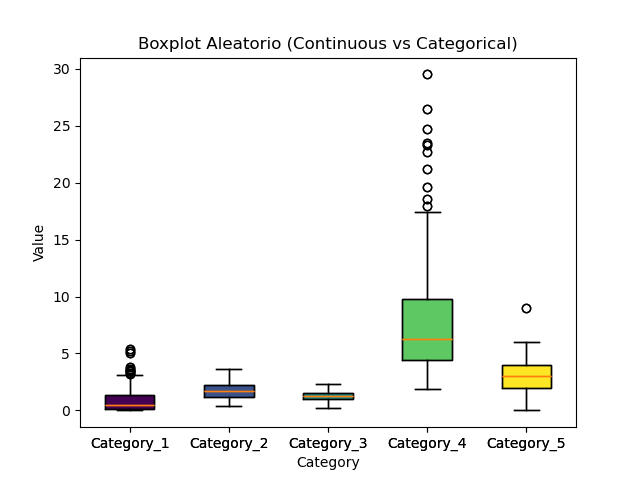 Boxplot Aleatorio (Continuous vs Categorical)
30
25
20
15
10
5
0
Value
Category_1 Category_2 Category_3 Category_4 Category_5
Category